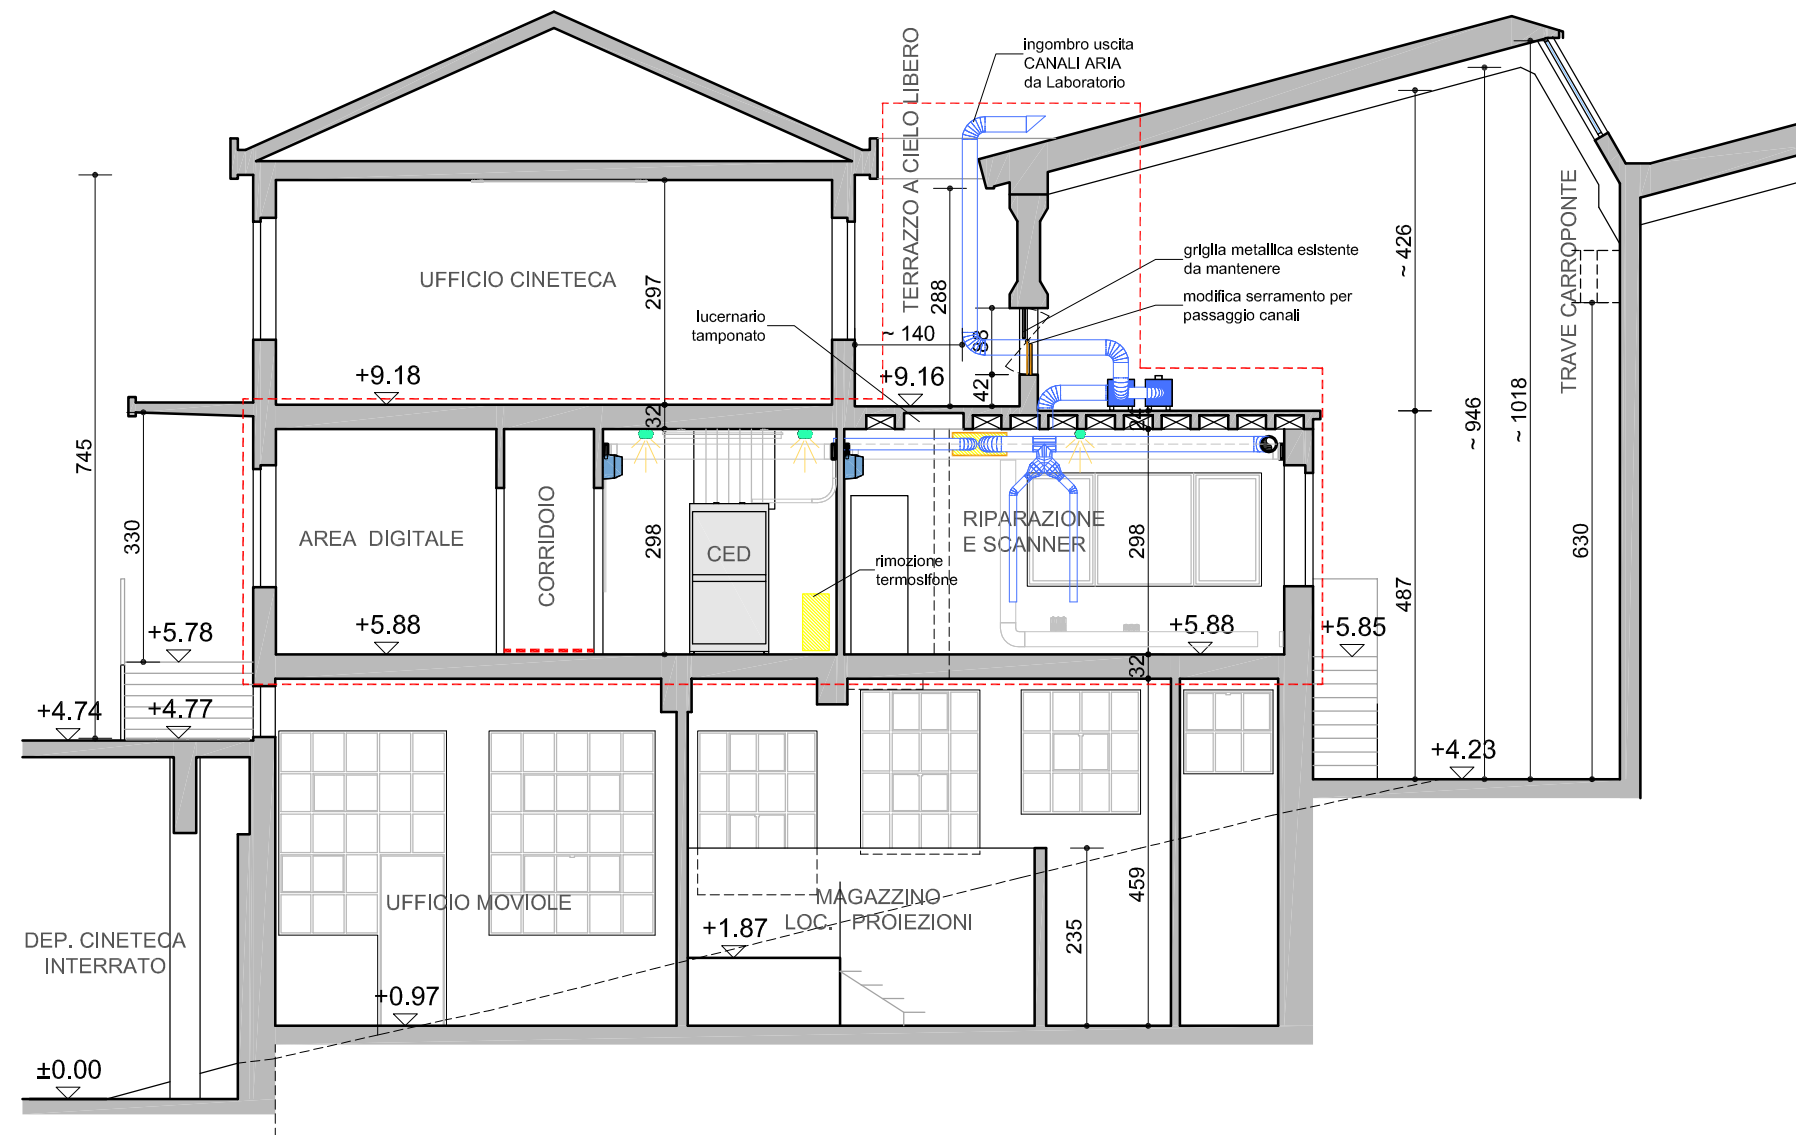 ingombro uscita
CANALI ARIA
da Laboratorio
TERRAZZO A CIELO LIBERO
TRAVE CARROPONTE
griglia metallica esistente
da mantenere
modifica serramento per
passaggio canali
lucernario
tamponato
UFFICIO CINETECA
297
288
~ 140
88
42
~ 426
~ 946
~ 1018
+9.18
+9.16
32
24
745
330
AREA  DIGITALE
CORRIDOIO
298
CED
rimozione
termosifone
RIPARAZIONE
E SCANNER
298
487
630
+5.78
+5.88
+5.88
+5.85
32
+4.74
+4.77
+4.23
UFFICIO MOVIOLE
MAGAZZINO
LOC.  PROIEZIONI
459
235
+1.87
DEP. CINETECA
INTERRATO
+0.97
±0.00